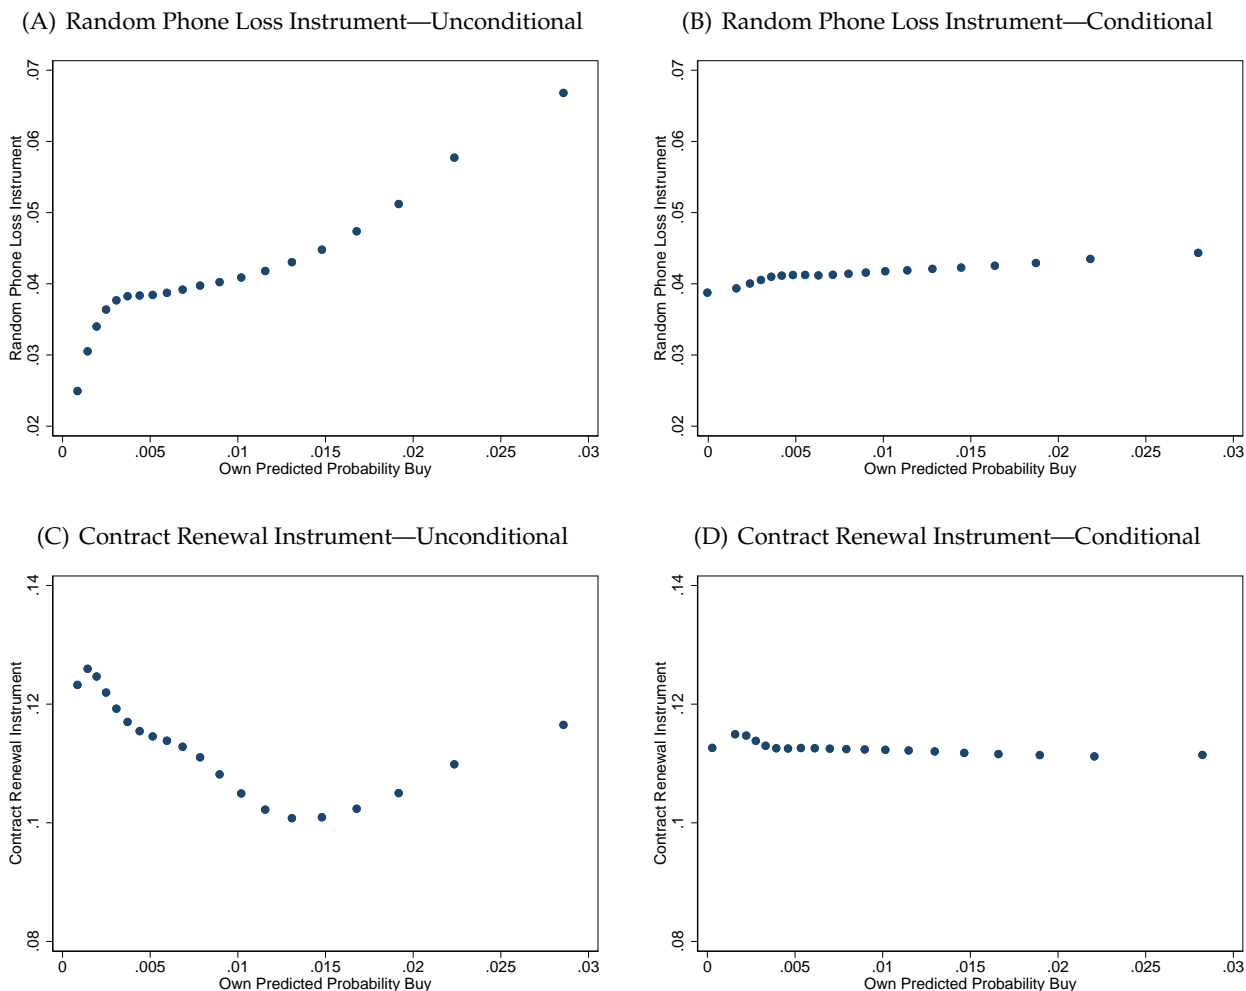 (A) Random Phone Loss Instrument—Unconditional
Random Phone Loss Instrument
.07
.06
.05
.04
.03
.02
0 .005 .01 .015 .02 .025 .03
Own Predicted Probability Buy
(B) Random Phone Loss Instrument—Conditional
Random Phone Loss Instrument
.07
.06
.05
.04
.03
.02
0 .005 .01 .015 .02 .025 .03
Own Predicted Probability Buy
(C) Contract Renewal Instrument—Unconditional
Contract Renewal Instrument
.14
.12
.1
.08
0 .005 .01 .015 .02 .025 .03
Own Predicted Probability Buy
(D) Contract Renewal Instrument—Conditional
Contract Renewal Instrument
.14
.12
.1
.08
0 .005 .01 .015 .02 .025 .03
Own Predicted Probability Buy